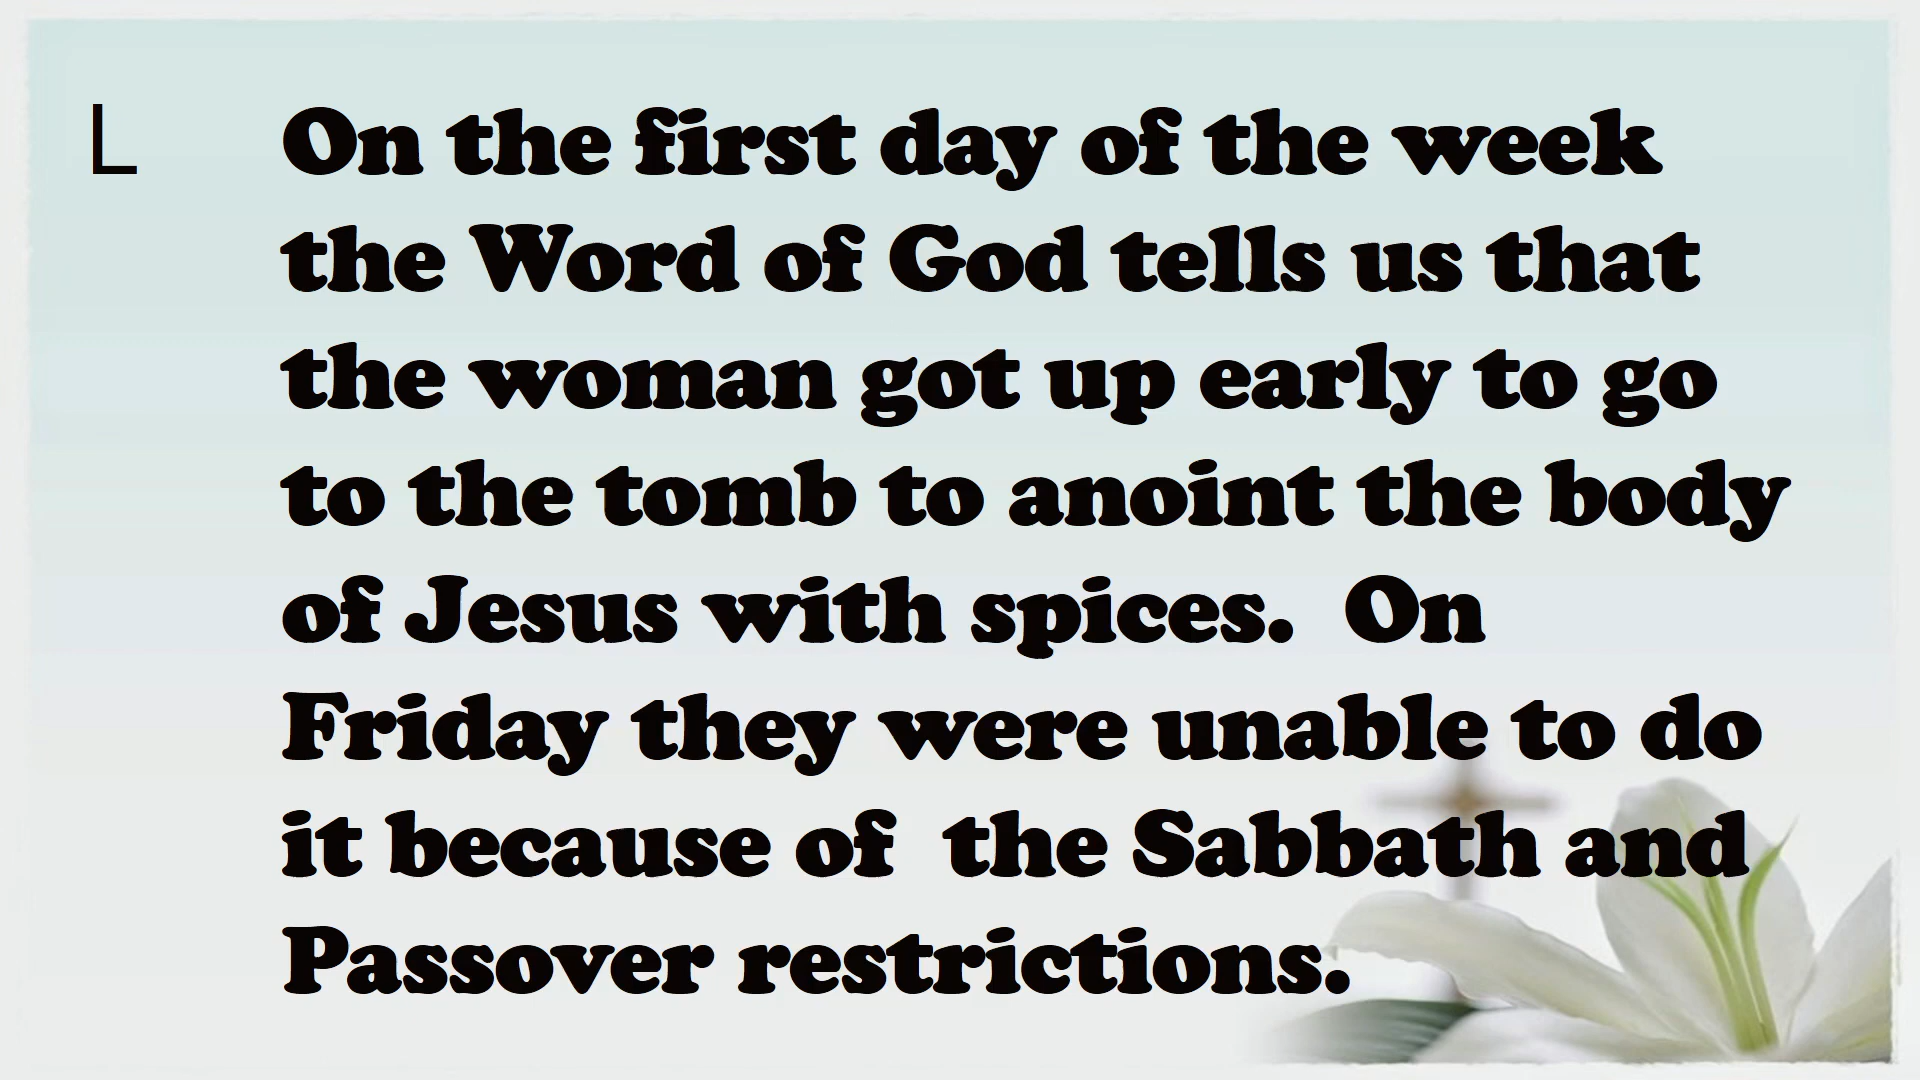 L On the first day of the week
the Word of God tells us that
the woman got up early to go
to the tomb to anoint the body
of Jesus with spices.  On
Friday they were unable to do
it because of  the Sabbath and
Passover restrictions.